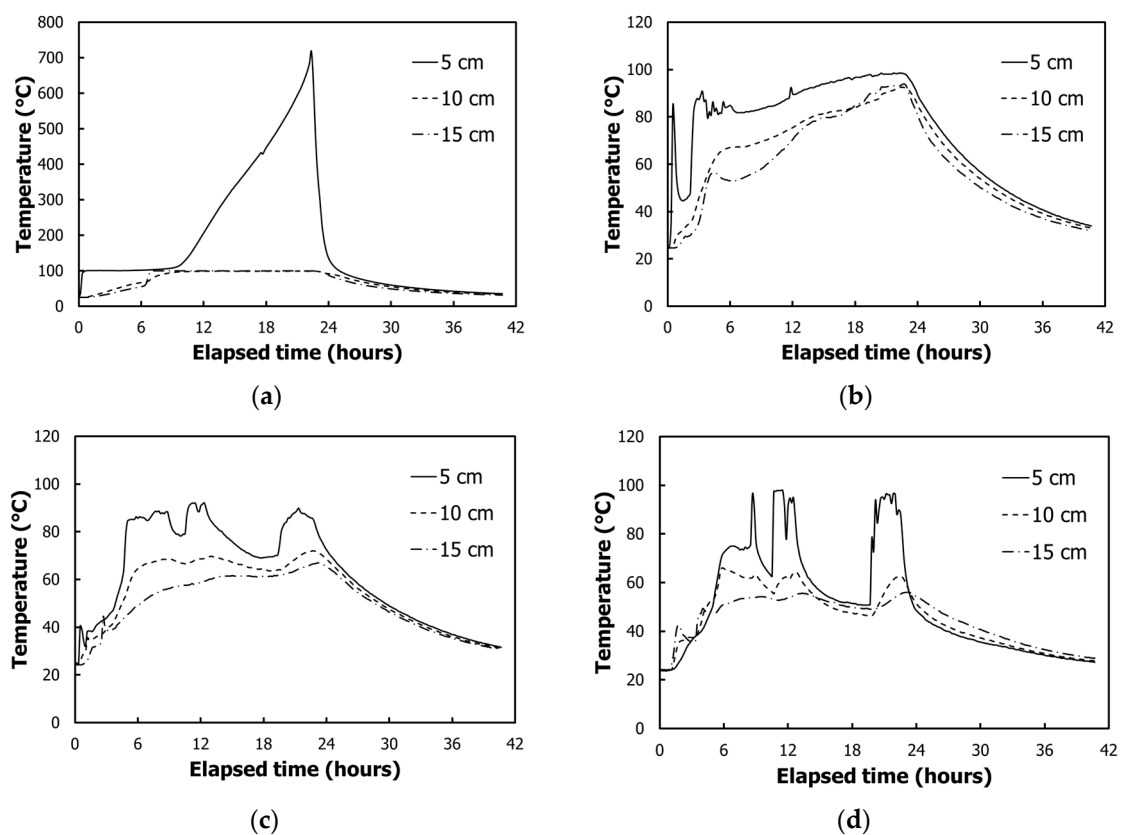 800
700
600
500
400
300
200
100
0
Temperature (°C)
5 cm
10 cm
15 cm
0 6 12 18 24 30 36 42
Elapsed time (hours)
(a)
120
100
80
60
40
20
0
Temperature (°C)
5 cm
10 cm
15 cm
0 6 12 18 24 30 36 42
Elapsed time (hours)
(b)
120
100
80
60
40
20
0
Temperature (°C)
5 cm
10 cm
15 cm
0 6 12 18 24 30 36 42
Elapsed time (hours)
(c)
120
100
80
60
40
20
0
Temperature (°C)
5 cm
10 cm
15 cm
0 6 12 18 24 30 36 42
Elapsed time (hours)
(d)